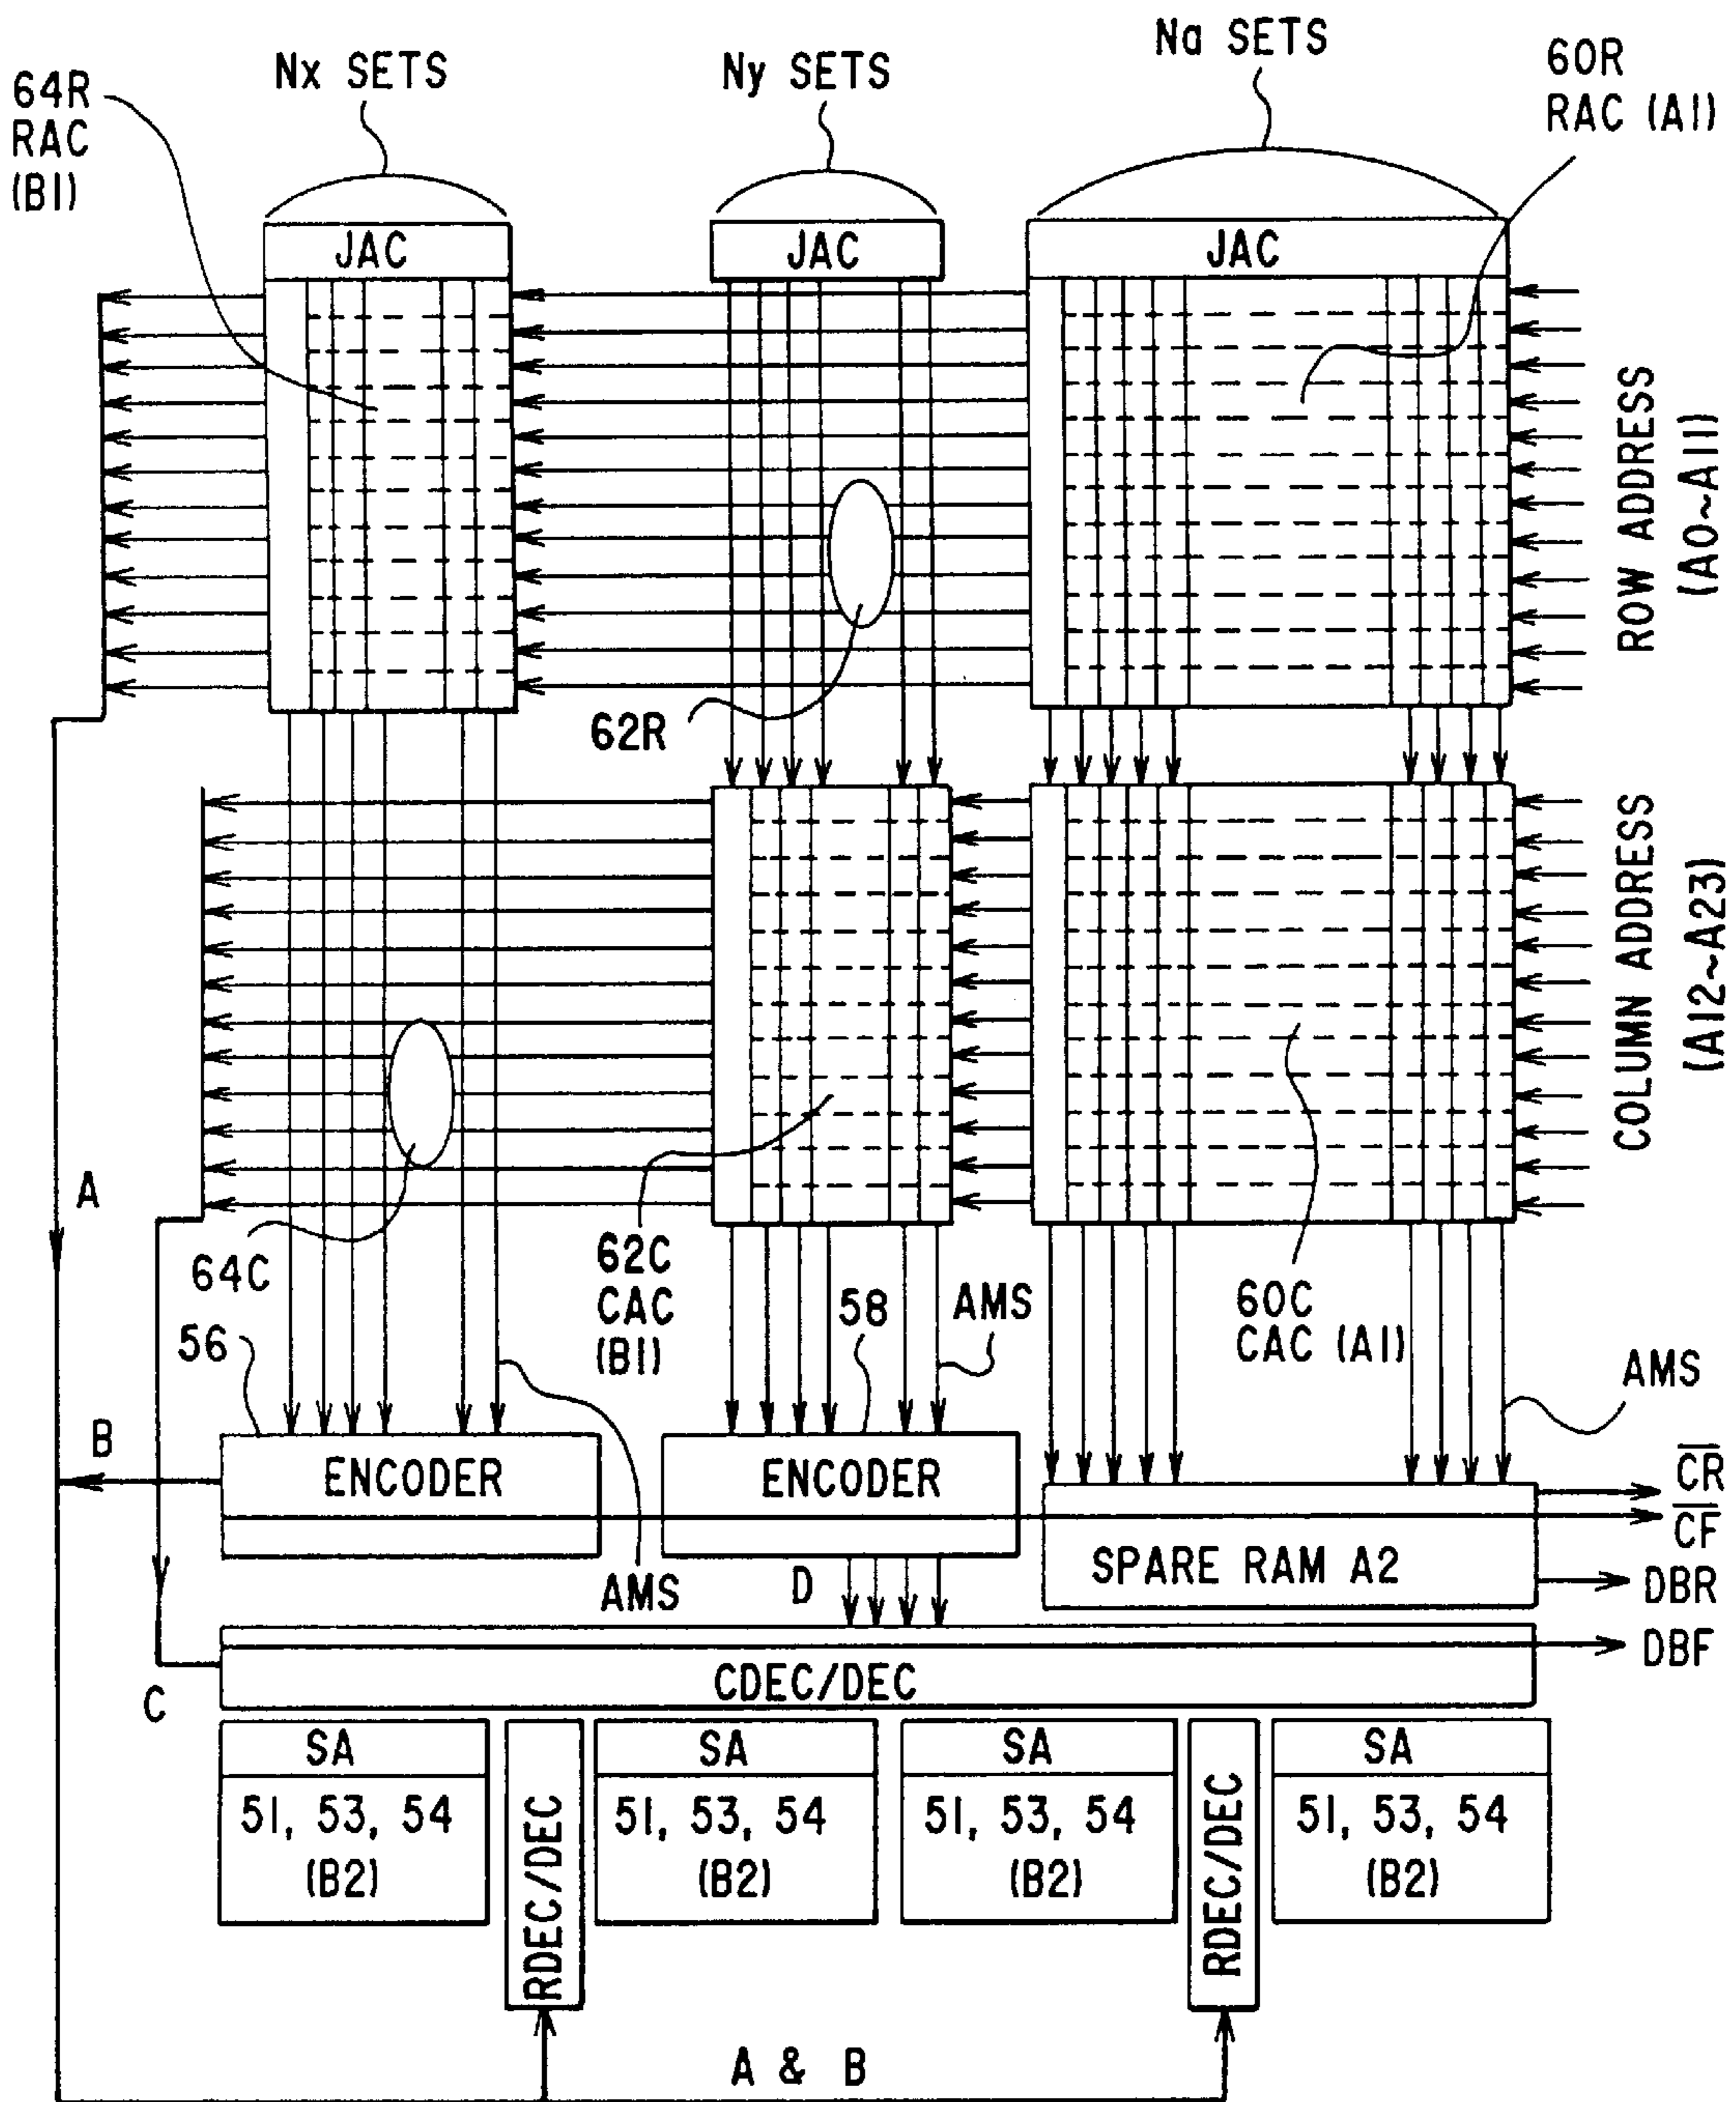 Nx SETS
Ny SETS
Na SETS
64R
RAC
(B1)
60R
RAC (A1)
JAC
JAC
JAC
ROW ADDRESS
(A0~A11)
62R
COLUMN ADDRESS
(A12~A23)
A
64C
62C
CAC
(B1)
58
AMS
60C
CAC (A1)
56
AMS
B
ENCODER
ENCODER
CR
CF
SPARE RAM A2
AMS
D
DBR
DBF
CDEC/DEC
C
SA
SA
SA
SA
51, 53, 54
(B2)
RDEC/DEC
51, 53, 54
(B2)
51, 53, 54
(B2)
RDEC/DEC
51, 53, 54
(B2)
A & B